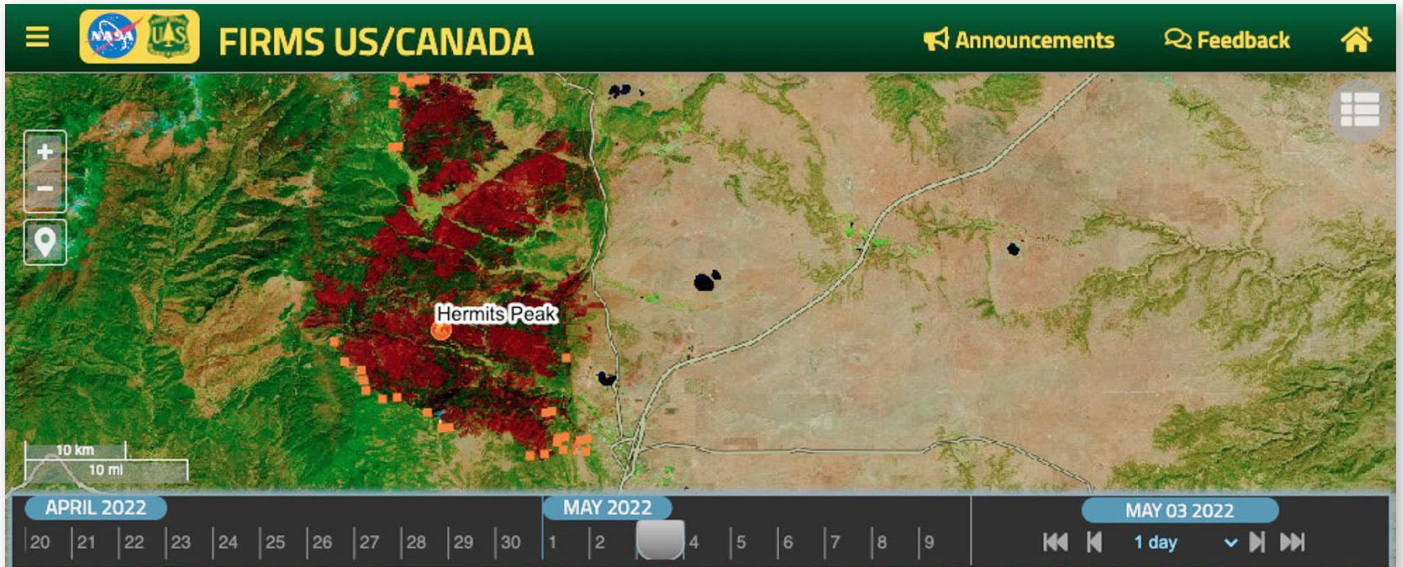 NASA
UAS
FIRMS US/CANADA
Announcements
Feedback
+
−
Hermits Peak
10 km
10 mi
APRIL 2022
MAY 2022
MAY 03 2022
20 21 22 23 24 25 26 27 28 29 30 1 2 4 5 6 7 8 9
1 day